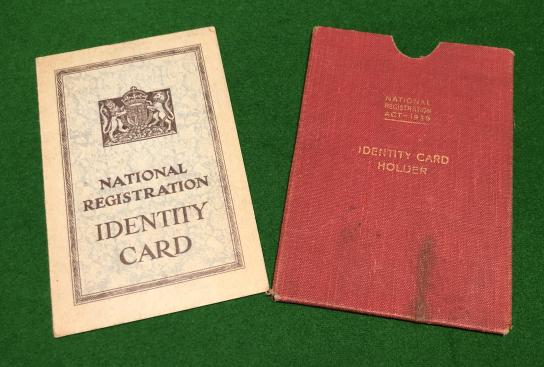 NATIONAL
REGISTRATION
IDENTITY
CARD
NATIONAL
REGISTRATION
ACT-1939
IDENTITY CARD
HOLDER